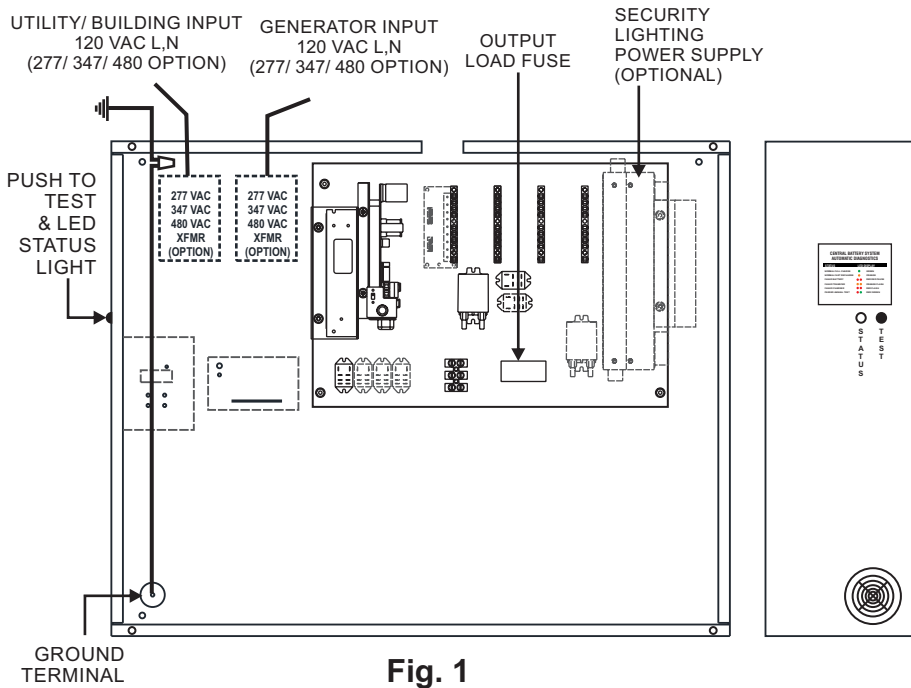 UTILITY/ BUILDING INPUT
120 VAC L,N
(277/ 347/ 480 OPTION)
GENERATOR INPUT
120 VAC L,N
(277/ 347/ 480 OPTION)
OUTPUT
LOAD FUSE
SECURITY
LIGHTING
POWER SUPPLY
(OPTIONAL)
PUSH TO
TEST
& LED
STATUS
LIGHT
277 VAC
347 VAC
480 VAC
XFMR
(OPTION)
277 VAC
347 VAC
480 VAC
XFMR
(OPTION)
CENTRAL BATTERY SYSTEM
AUTOMATIC DIAGNOSTICS
STATUS
TEST
GROUND
TERMINAL
Fig. 1